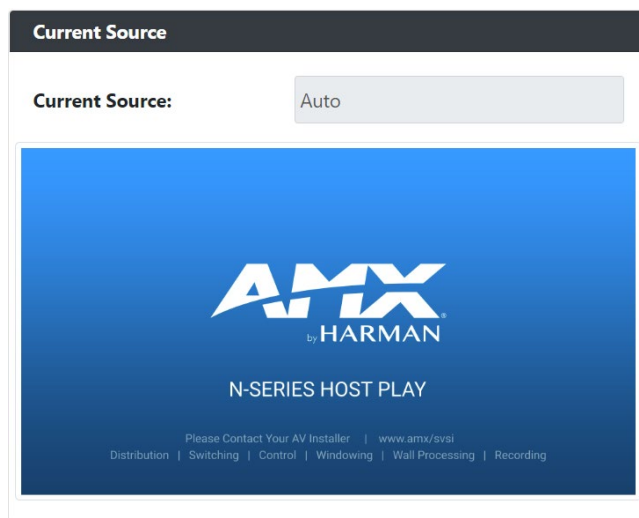 Current Source
Current Source: Auto
AMX®
by HARMAN
N-SERIES HOST PLAY
Please Contact Your AV Installer | www.amx/svsi
Distribution | Switching | Control | Windowing | Wall Processing | Recording